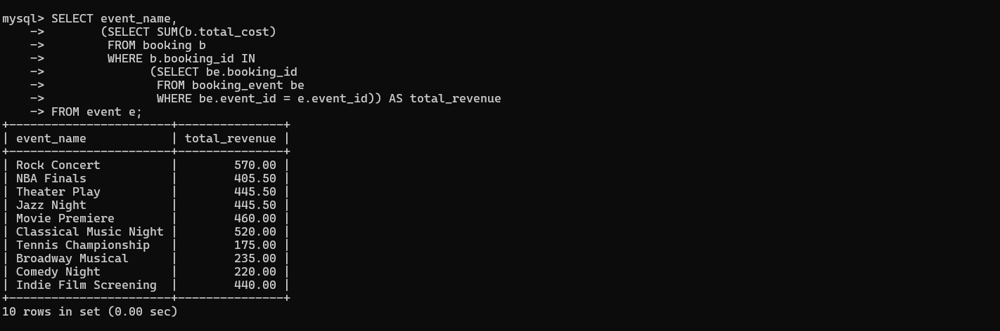 mysql> SELECT event_name,
    ->        (SELECT SUM(b.total_cost)
    ->         FROM booking b
    ->         WHERE b.booking_id IN
    ->               (SELECT be.booking_id
    ->                FROM booking_event be
    ->                WHERE be.event_id = e.event_id)) AS total_revenue
    -> FROM event e;
+-----------------------+---------------+
| event_name            | total_revenue |
+-----------------------+---------------+
| Rock Concert          |        570.00 |
| NBA Finals            |        405.50 |
| Theater Play          |        445.50 |
| Jazz Night            |        445.50 |
| Movie Premiere        |        460.00 |
| Classical Music Night |        520.00 |
| Tennis Championship   |        175.00 |
| Broadway Musical      |        235.00 |
| Comedy Night          |        220.00 |
| Indie Film Screening  |        440.00 |
+-----------------------+---------------+
10 rows in set (0.00 sec)